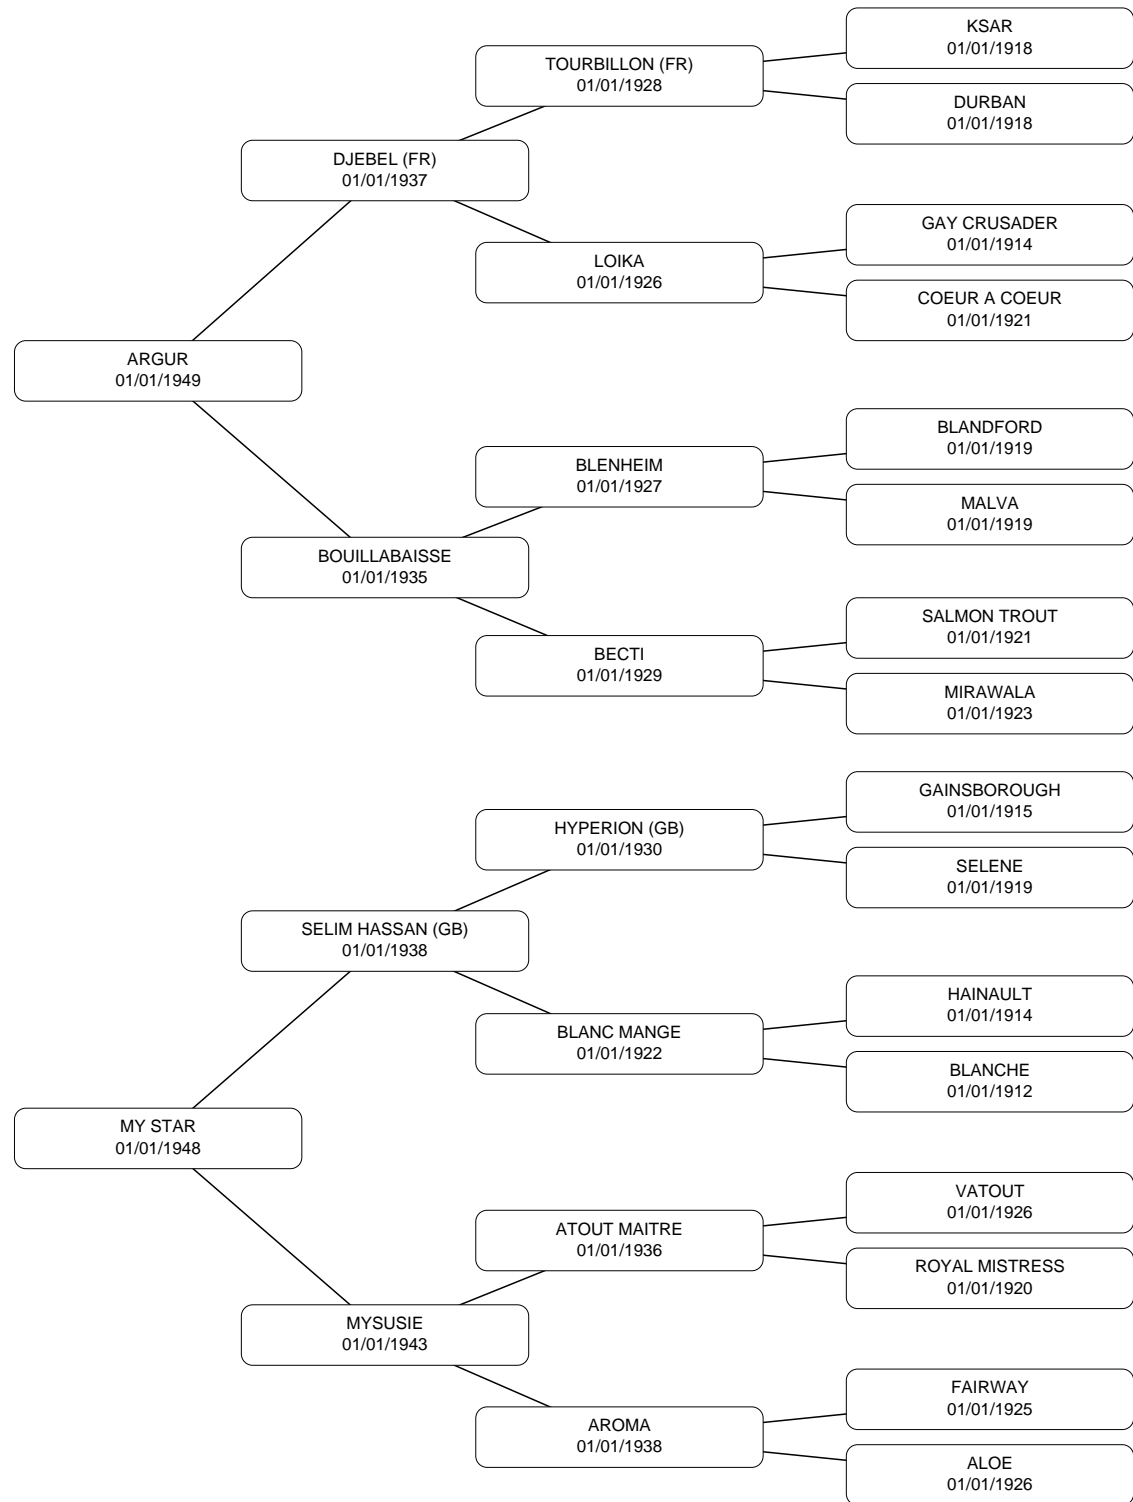 KSAR
01/01/1918
TOURBILLON (FR)
01/01/1928
DURBAN
01/01/1918
DJEBEL (FR)
01/01/1937
GAY CRUSADER
01/01/1914
LOIKA
01/01/1926
COEUR A COEUR
01/01/1921
ARGUR
01/01/1949
BLANDFORD
01/01/1919
BLENHEIM
01/01/1927
MALVA
01/01/1919
BOUILLABAISSE
01/01/1935
SALMON TROUT
01/01/1921
BECTI
01/01/1929
MIRAWALA
01/01/1923
GAINSBOROUGH
01/01/1915
HYPERION (GB)
01/01/1930
SELENE
01/01/1919
SELIM HASSAN (GB)
01/01/1938
HAINAULT
01/01/1914
BLANC MANGE
01/01/1922
BLANCHE
01/01/1912
MY STAR
01/01/1948
VATOUT
01/01/1926
ATOUT MAITRE
01/01/1936
ROYAL MISTRESS
01/01/1920
MYSUSIE
01/01/1943
FAIRWAY
01/01/1925
AROMA
01/01/1938
ALOE
01/01/1926